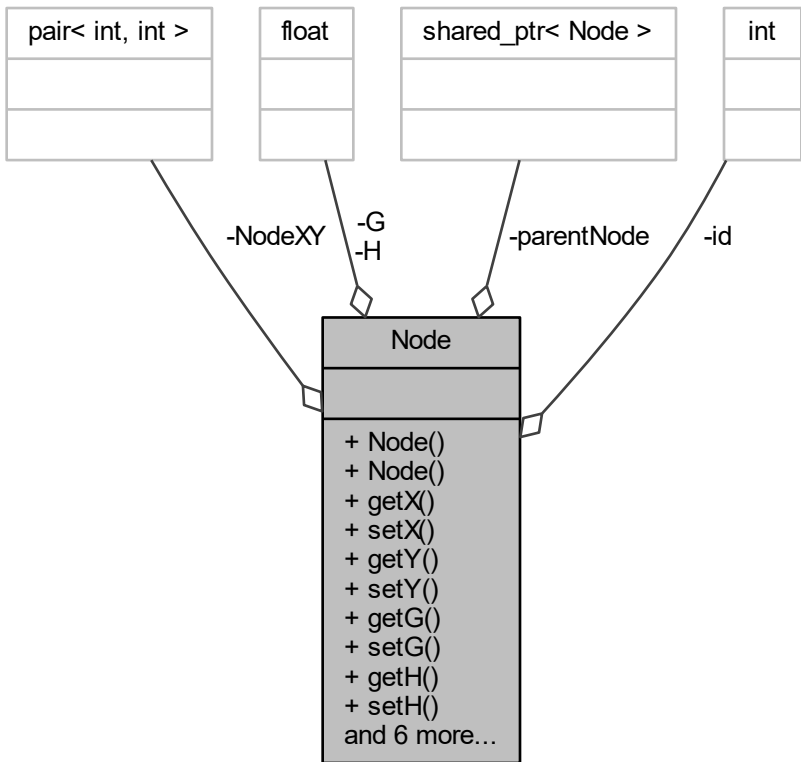 pair< int, int >
float
shared_ptr< Node >
int
-NodeXY
-G
-H
-parentNode
-id
Node
+ Node()
+ Node()
+ getX()
+ setX()
+ getY()
+ setY()
+ getG()
+ setG()
+ getH()
+ setH()
and 6 more...